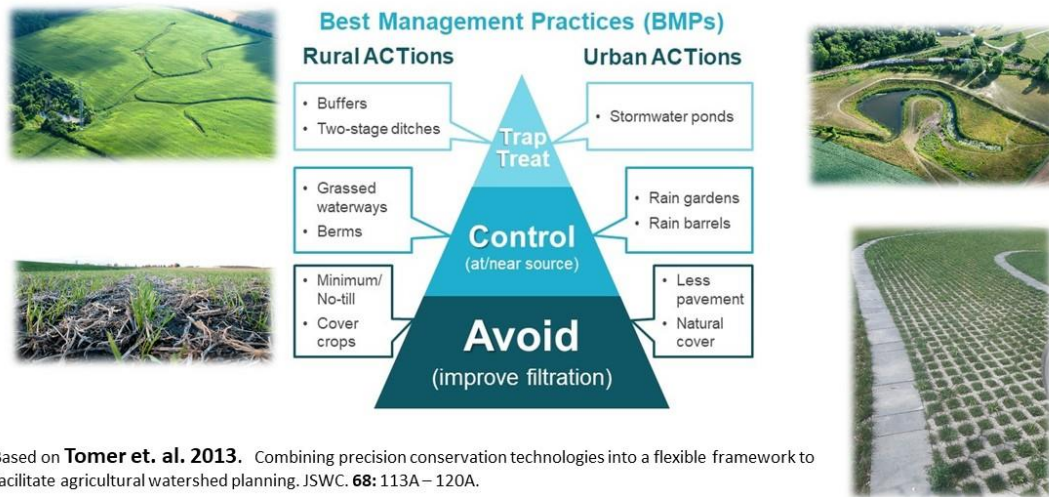 Best Management Practices (BMPs)
Rural ACTions
Urban ACTions
• Buffers
• Two-stage ditches
Trap
Treat
• Stormwater ponds
• Grassed
waterways
• Berms
Control
(at/near source)
• Rain gardens
• Rain barrels
• Minimum/
No-till
• Cover
crops
Avoid
(improve filtration)
• Less
pavement
• Natural
cover
Based on Tomer et. al. 2013. Combining precision conservation technologies into a flexible framework to
facilitate agricultural watershed planning. JSWC. 68: 113A – 120A.